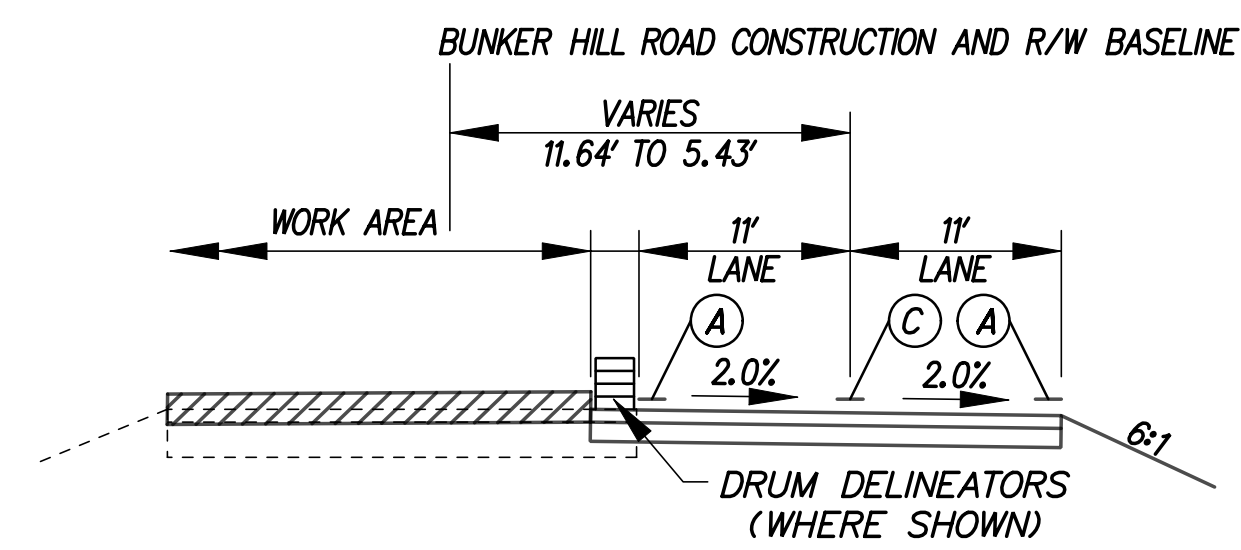 BUNKER HILL ROAD CONSTRUCTION AND R/W BASELINE
VARIES
11.64' TO 5.43'
WORK AREA
11'
LANE
11'
LANE
A
C
A
2.0%
2.0%
6:1
DRUM DELINEATORS
(WHERE SHOWN)